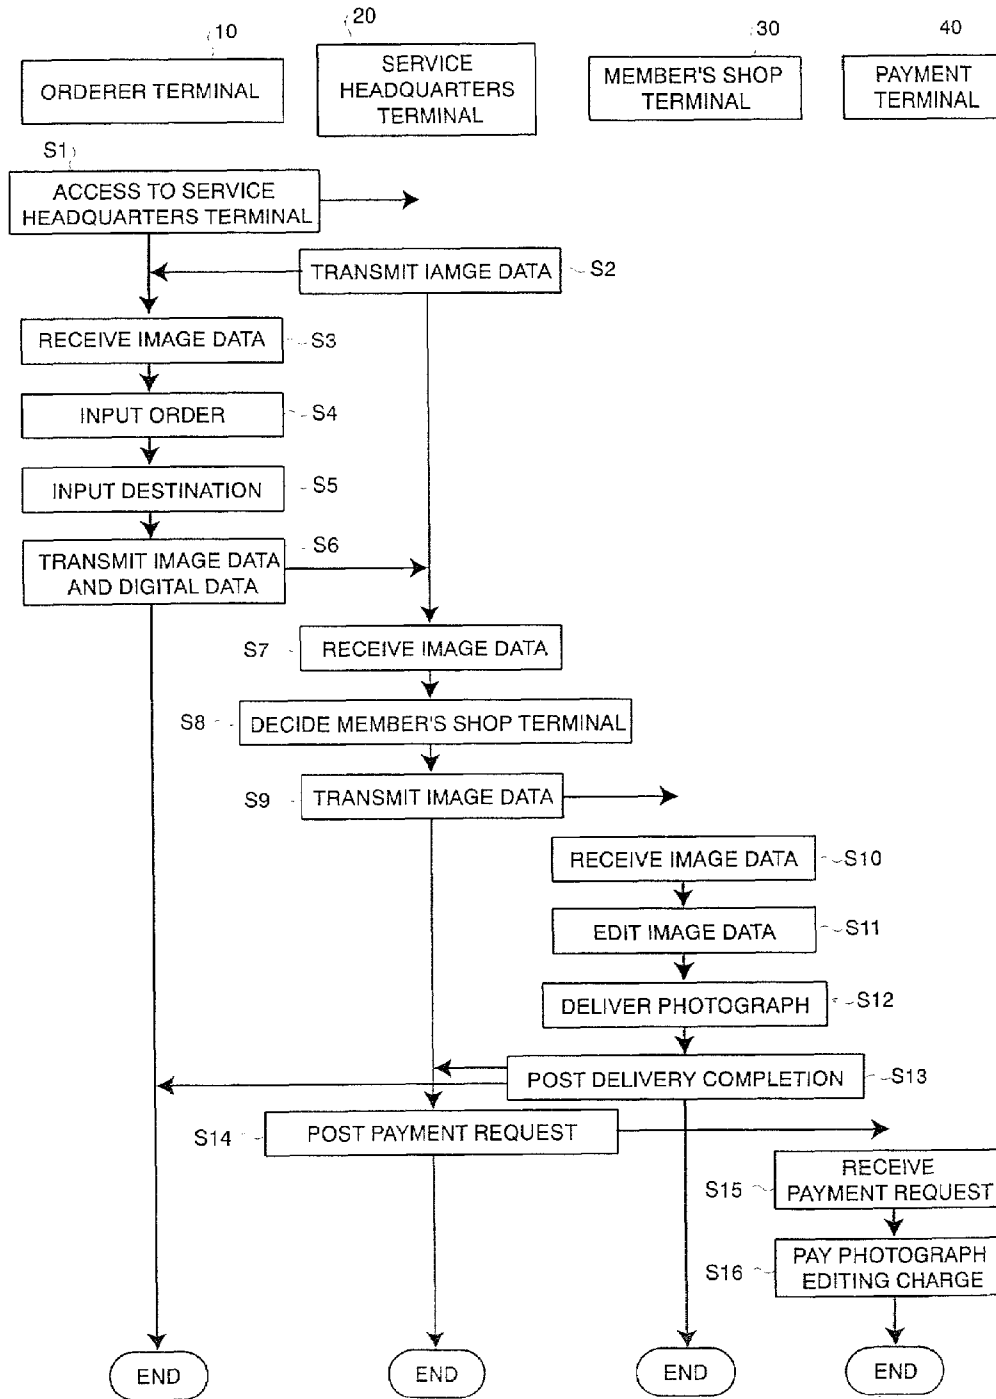 10
20
30
40
ORDERER TERMINAL
SERVICE
HEADQUARTERS
TERMINAL
MEMBER'S SHOP
TERMINAL
PAYMENT
TERMINAL
S1
ACCESS TO SERVICE
HEADQUARTERS TERMINAL
TRANSMIT IAMGE DATA
S2
RECEIVE IMAGE DATA
S3
INPUT ORDER
S4
INPUT DESTINATION
S5
TRANSMIT IMAGE DATA
AND DIGITAL DATA
S6
S7
RECEIVE IMAGE DATA
S8
DECIDE MEMBER'S SHOP TERMINAL
S9
TRANSMIT IMAGE DATA
RECEIVE IMAGE DATA
S10
EDIT IMAGE DATA
S11
DELIVER PHOTOGRAPH
S12
POST DELIVERY COMPLETION
S13
S14
POST PAYMENT REQUEST
S15
RECEIVE
PAYMENT REQUEST
S16
PAY PHOTOGRAPH
EDITING CHARGE
END
END
END
END